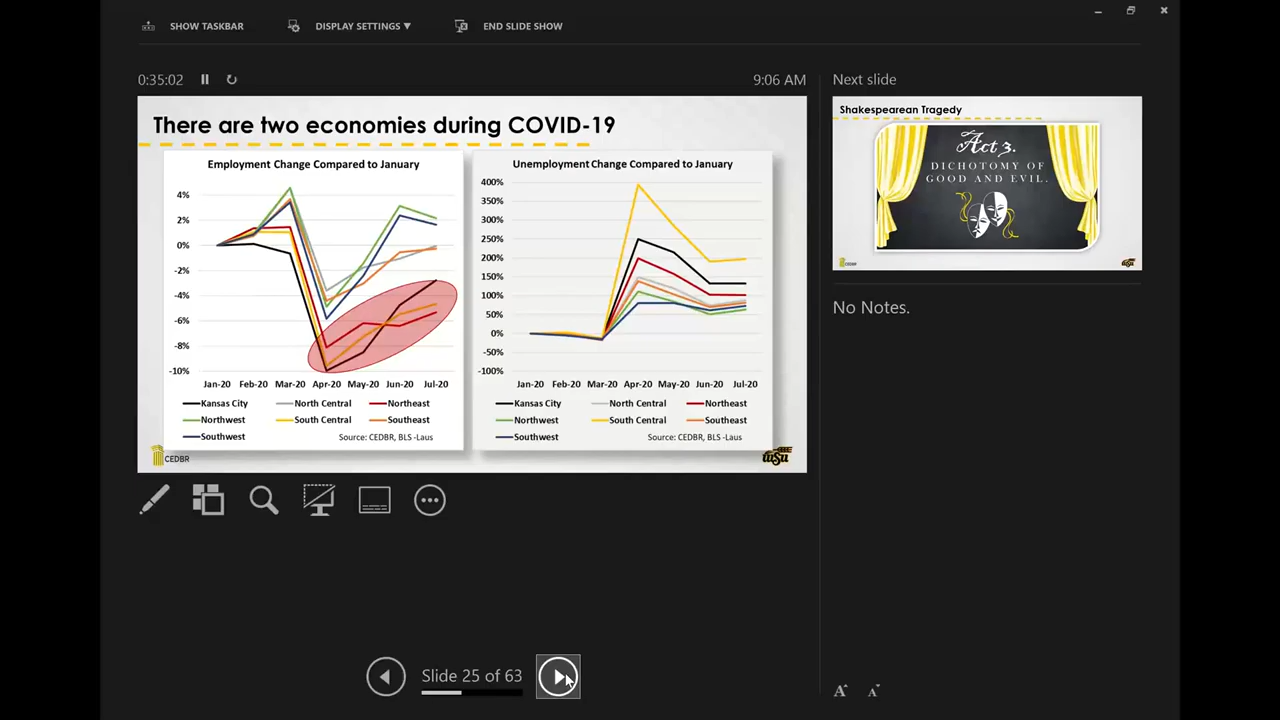 SHOW TASKBAR
DISPLAY SETTINGS ▼
END SLIDE SHOW
0:35:02
9:06 AM
There are two economies during COVID-19
Employment Change Compared to January
4%
2%
0%
-2%
-4%
-6%
-8%
-10%
Jan-20 Feb-20 Mar-20 Apr-20 May-20 Jun-20 Jul-20
Kansas City North Central Northeast
Northwest South Central Southeast
Southwest
Source: CEDBR, BLS -Laus
Unemployment Change Compared to January
400%
350%
300%
250%
200%
150%
100%
50%
0%
-50%
-100%
Jan-20 Feb-20 Mar-20 Apr-20 May-20 Jun-20 Jul-20
Kansas City North Central Northeast
Northwest South Central Southeast
Southwest
Source: CEDBR, BLS -Laus
CEDBR
WSU
Next slide
Shakespearean Tragedy
Act 3.
DICHOTOMY OF
GOOD AND EVIL.
No Notes.
Slide 25 of 63
A A